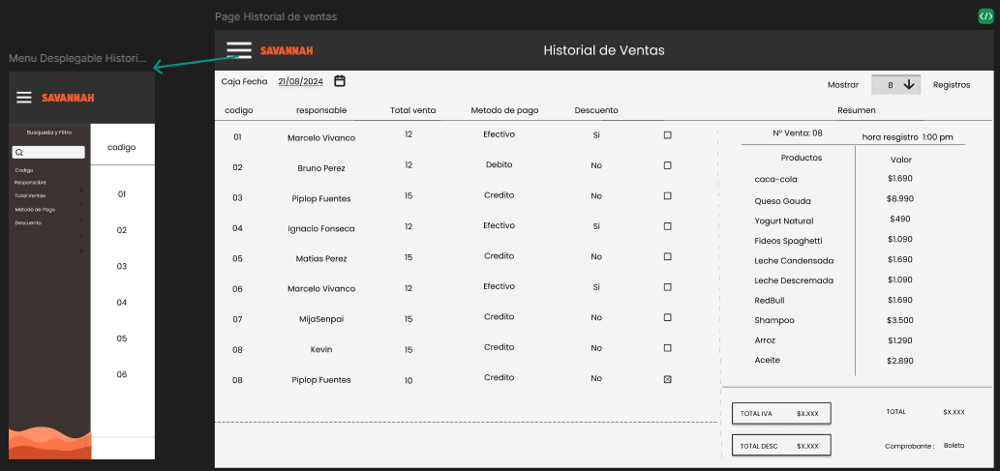 Page Historial de ventas
Menu Desplegable Histori...
SAVANNAH
Busqueda y Filtro
Codigo
Responsable
Total Ventas
Metodo de Pago
Descuento
codigo
01
02
03
04
05
06
SAVANNAH
Historial de Ventas
Caja Fecha 21/08/2024
Mostrar 8 Registros
codigo responsable Total venta Metodo de pago Descuento
01 Marcelo Vivanco 12 Efectivo Si
02 Bruno Perez 12 Debito No
03 Piplop Fuentes 15 Credito No
04 Ignacio Fonseca 12 Efectivo Si
05 Matias Perez 15 Credito No
06 Marcelo Vivanco 12 Efectivo Si
07 MijaSenpai 15 Credito No
08 Kevin 15 Credito No
08 Piplop Fuentes 10 Credito No
Resumen
N° Venta: 08 hora resgistro 1:00 pm
Productos Valor
coca-cola $1.690
Queso Gauda $8.990
Yogurt Natural $490
Fideos Spaghetti $1.090
Leche Condensada $1.690
Leche Descremada $1.090
RedBull $1.690
Shampoo $3.500
Arroz $1.290
Aceite $2.890
TOTAL IVA $X.XXX TOTAL $X.XXX
TOTAL DESC $X.XXX Comprobante : Boleta